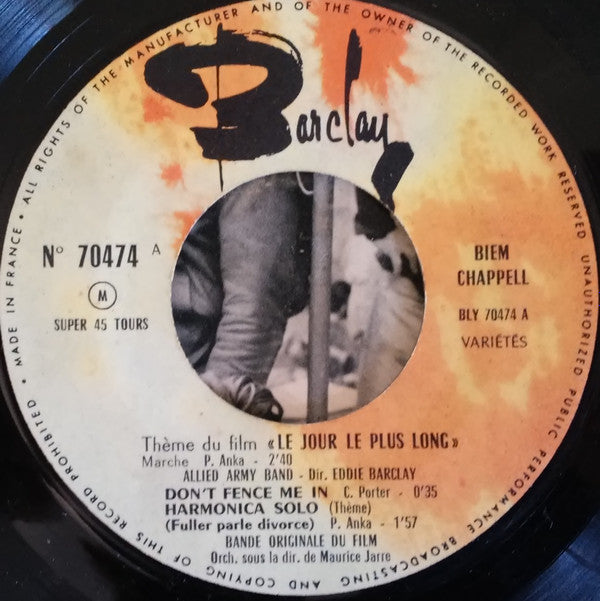 • MADE IN FRANCE • ALL RIGHTS OF THE MANUFACTURER AND OF THE OWNER OF THE RECORDED WORK RESERVED UNAUTHORIZED PUBLIC PERFORMANCE BROADCASTING AND COPYING OF THIS RECORD PROHIBITED
Barclay
N° 70474 A
M
SUPER 45 TOURS
BIEM
CHAPPELL
BLY 70474 A
VARIÉTÉS
Thème du film «LE JOUR LE PLUS LONG»
Marche P. Anka - 2'40
ALLIED ARMY BAND - Dir. EDDIE BARCLAY
DON'T FENCE ME IN C. Porter - 0'35
HARMONICA SOLO (Thème)
(Fuller parle divorce) P. Anka - 1'57
BANDE ORIGINALE DU FILM
Orch. sous la dir. de Maurice Jarre